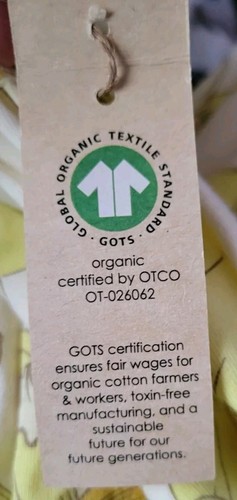 GLOBAL ORGANIC TEXTILE STANDARD
· GOTS ·
organic
certified by OTCO
OT-026062
GOTS certification
ensures fair wages for
organic cotton farmers
& workers, toxin-free
manufacturing, and a
sustainable
future for our
future generations.